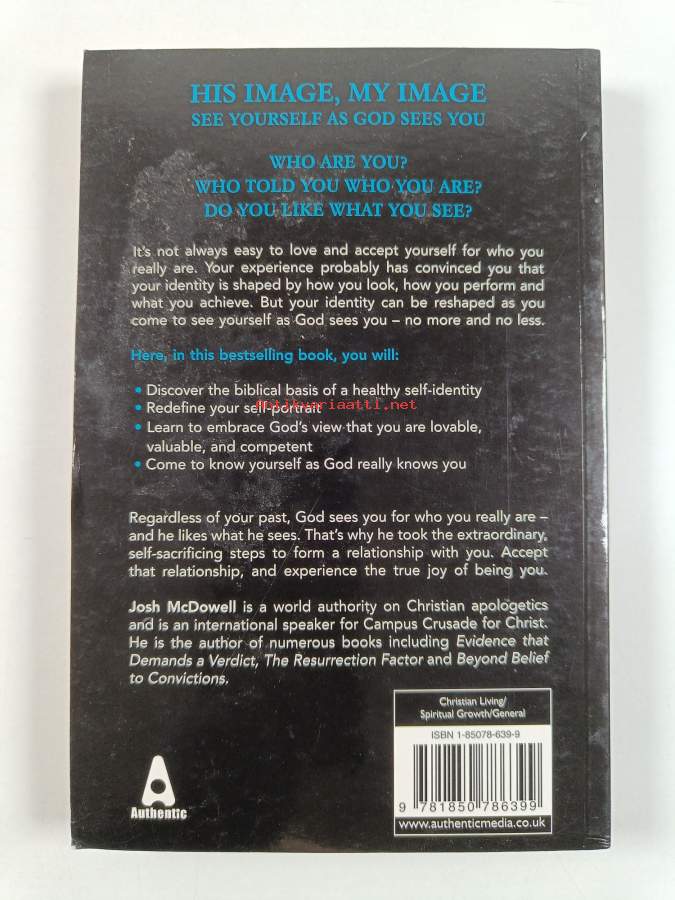 HIS IMAGE, MY IMAGE
SEE YOURSELF AS GOD SEES YOU
WHO ARE YOU?
WHO TOLD YOU WHO YOU ARE?
DO YOU LIKE WHAT YOU SEE?
It's not always easy to love and accept yourself for who you
really are. Your experience probably has convinced you that
your identity is shaped by how you look, how you perform and
what you achieve. But your identity can be reshaped as you
come to see yourself as God sees you – no more and no less.
Here, in this bestselling book, you will:
• Discover the biblical basis of a healthy self-identity
• Redefine your self-portrait
Antikvariaatti.net
• Learn to embrace God's view that you are lovable,
valuable, and competent
• Come to know yourself as God really knows you
Regardless of your past, God sees you for who you really are –
and he likes what he sees. That's why he took the extraordinary,
self-sacrificing steps to form a relationship with you. Accept
that relationship, and experience the true joy of being you.
Josh McDowell is a world authority on Christian apologetics
and is an international speaker for Campus Crusade for Christ.
He is the author of numerous books including Evidence that
Demands a Verdict, The Resurrection Factor and Beyond Belief
to Convictions.
Christian Living/
Spiritual Growth/General
ISBN 1-85078-639-9
9 781850 786399
www.authenticmedia.co.uk
Authentic